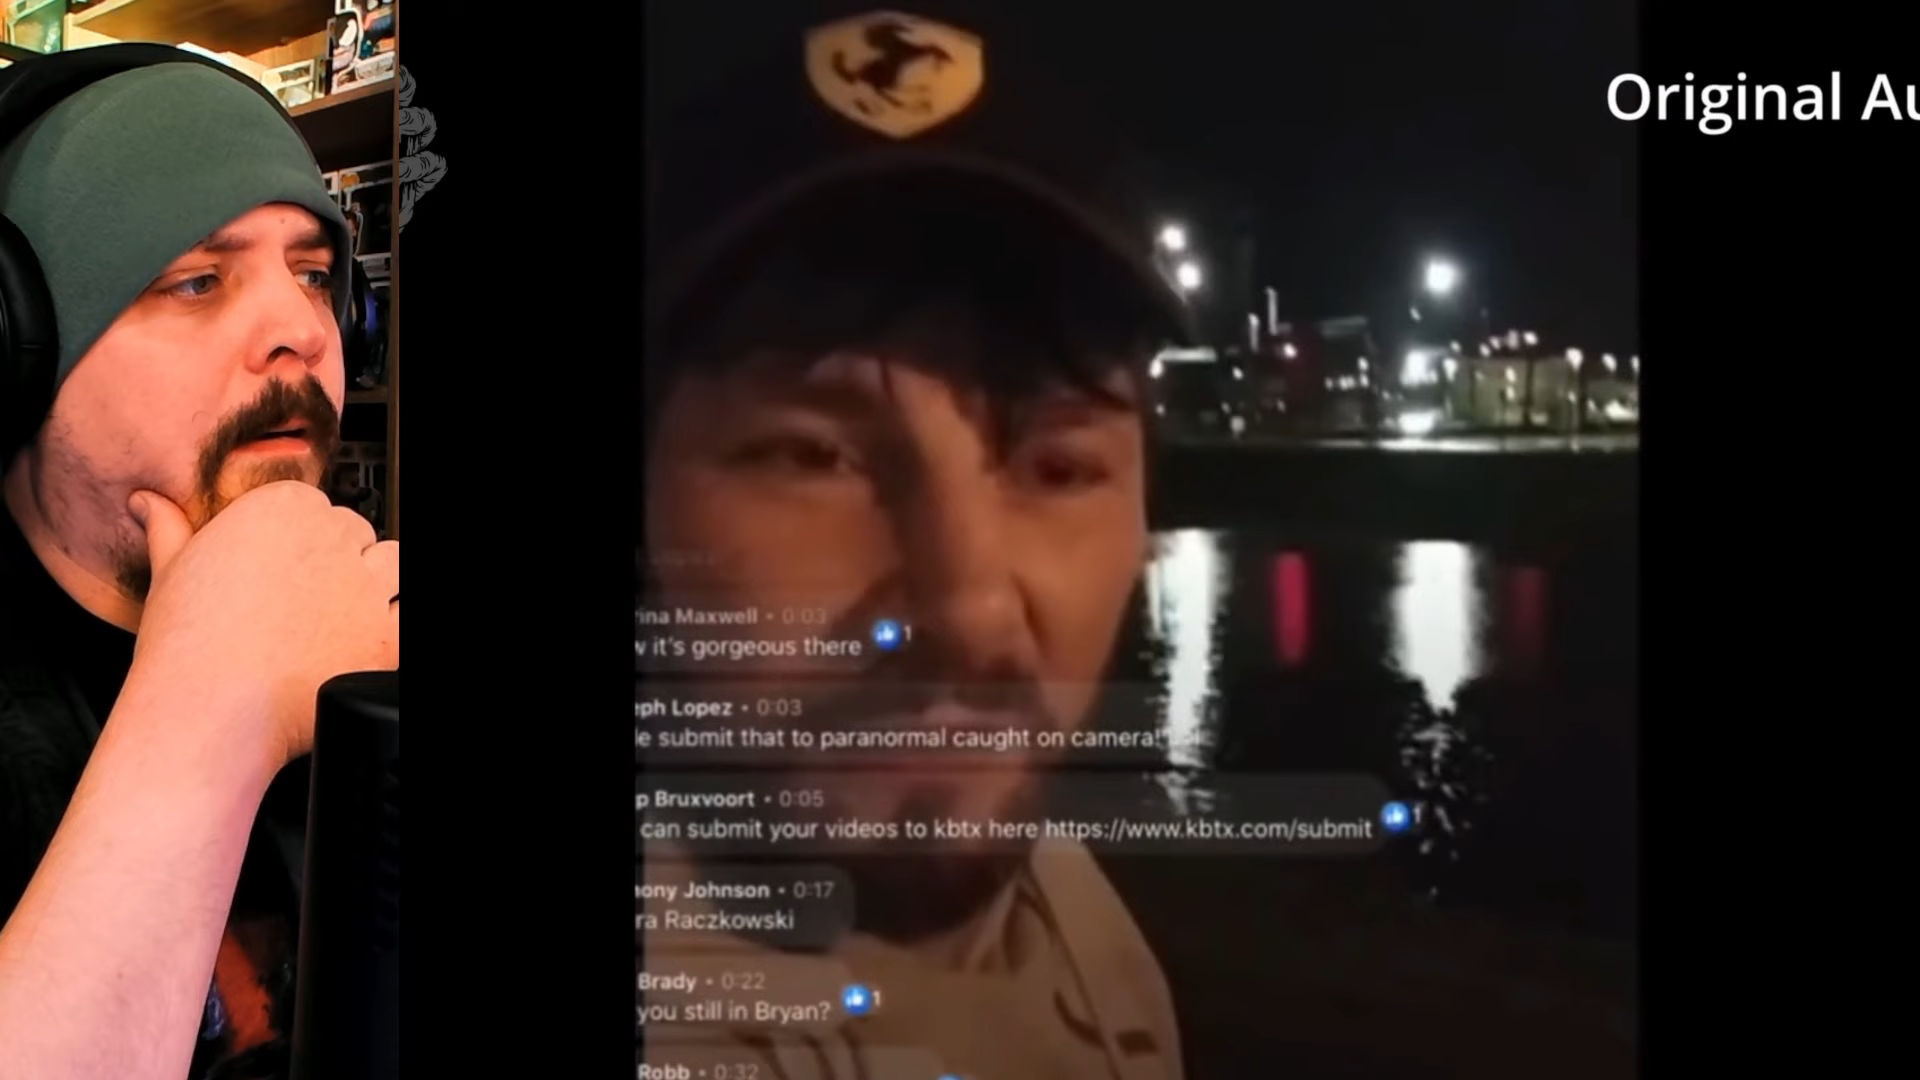 Original Au
ina Maxwell • 0:03
w it's gorgeous there 1
eph Lopez • 0:03
e submit that to paranormal caught on camera!
p Bruxvoort • 0:05
can submit your videos to kbtx here https://www.kbtx.com/submit 1
ony Johnson • 0:17
ra Raczkowski
Brady • 0:22
you still in Bryan? 1
Robb • 0:32